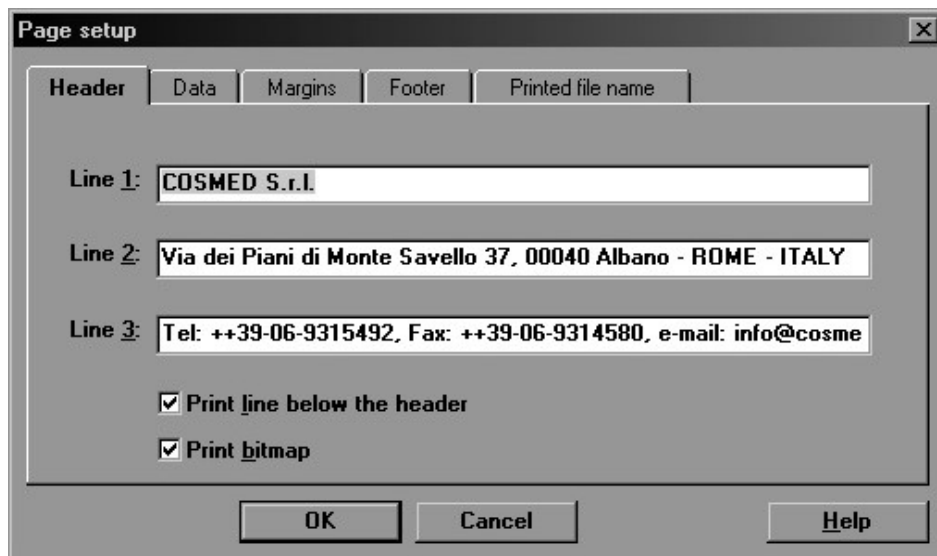 Page setup
Header Data Margins Footer Printed file name
Line 1: COSMED S.r.l.
Line 2: Via dei Piani di Monte Savello 37, 00040 Albano - ROME - ITALY
Line 3: Tel: ++39-06-9315492, Fax: ++39-06-9314580, e-mail: info@cosme
Print line below the header
Print bitmap
OK Cancel Help